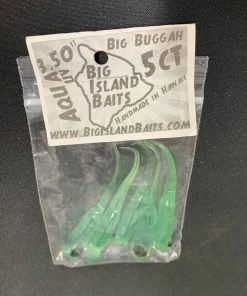 3.50"
AQUA
Big Buggah
Big
Island
Baits
5ct
Handmade in Hawaii
www.BigIslandBaits.com